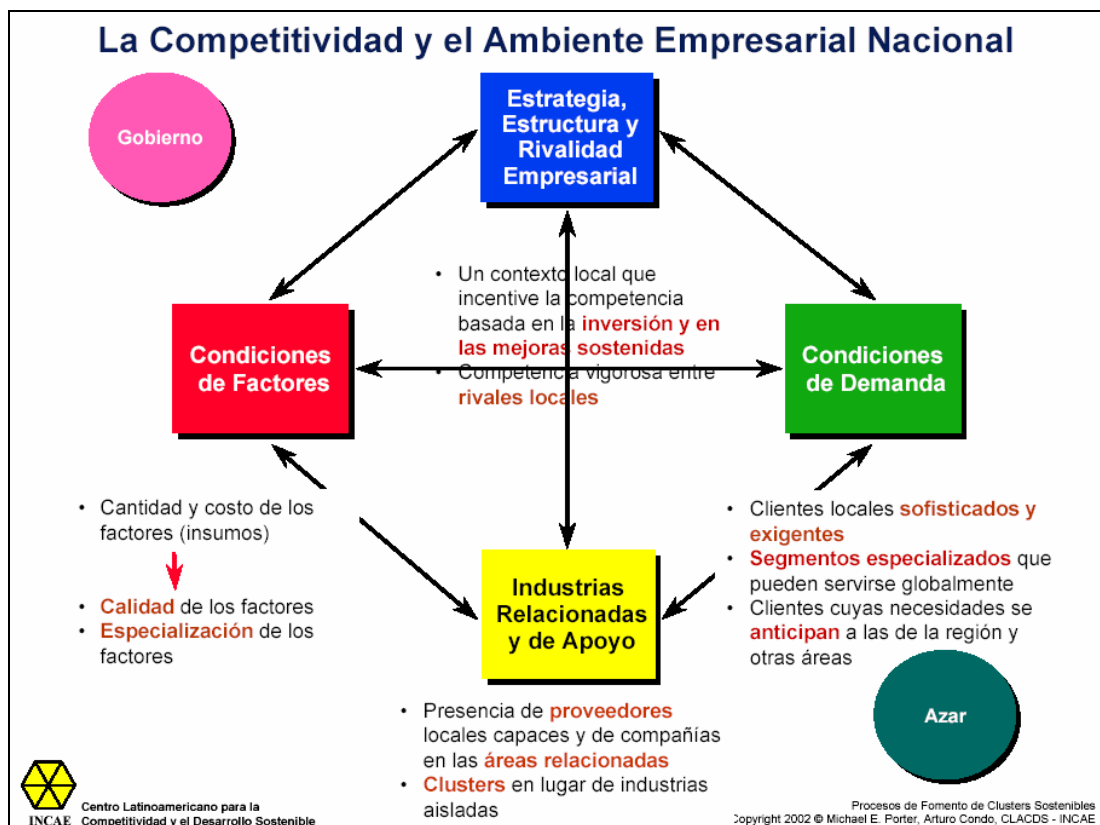 La Competitividad y el Ambiente Empresarial Nacional
Gobierno
Estrategia,
Estructura y
Rivalidad
Empresarial
• Un contexto local que
incentive la competencia
basada en la inversión y en
las mejoras sostenidas
• Competencia vigorosa entre
rivales locales
Condiciones
de Factores
Condiciones
de Demanda
• Cantidad y costo de los
factores (insumos)
• Calidad de los factores
• Especialización de los
factores
Industrias
Relacionadas
y de Apoyo
• Clientes locales sofisticados y
exigentes
• Segmentos especializados que
pueden servirse globalmente
• Clientes cuyas necesidades se
anticipan a las de la región y
otras áreas
Azar
• Presencia de proveedores
locales capaces y de compañías
en las áreas relacionadas
• Clusters en lugar de industrias
aisladas
INCAE
Centro Latinoamericano para la
Competitividad y el Desarrollo Sostenible
Procesos de Fomento de Clusters Sostenibles
Copyright 2002 © Michael E. Porter, Arturo Condo, CLACDS - INCAE